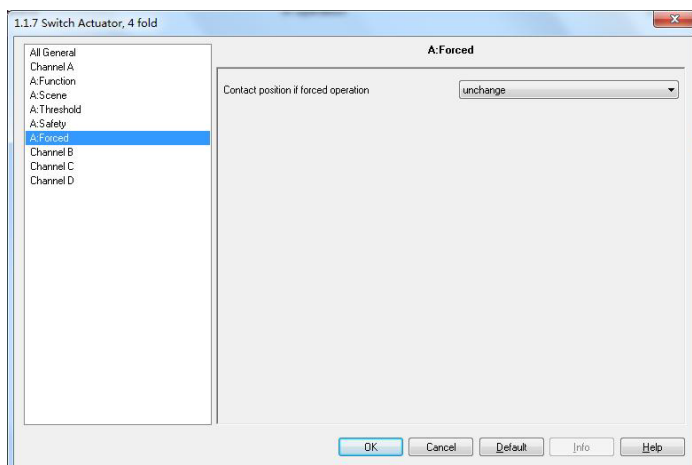 1.1.7 Switch Actuator, 4 fold
All General
Channel A
A:Function
A:Scene
A:Threshold
A:Safety
A:Forced
Channel B
Channel C
Channel D
A:Forced
Contact position if forced operation
unchange
OK
Cancel
Default
Info
Help